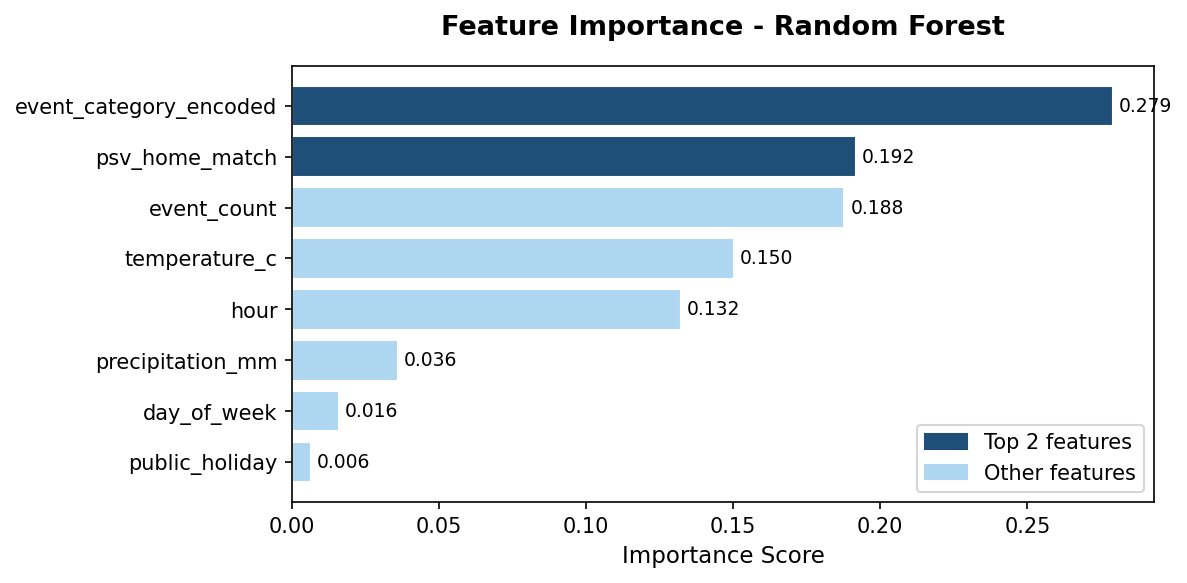 Feature Importance - Random Forest
event_category_encoded 0.279
psv_home_match 0.192
event_count 0.188
temperature_c 0.150
hour 0.132
precipitation_mm 0.036
day_of_week 0.016
public_holiday 0.006
Top 2 features
Other features
0.00 0.05 0.10 0.15 0.20 0.25
Importance Score